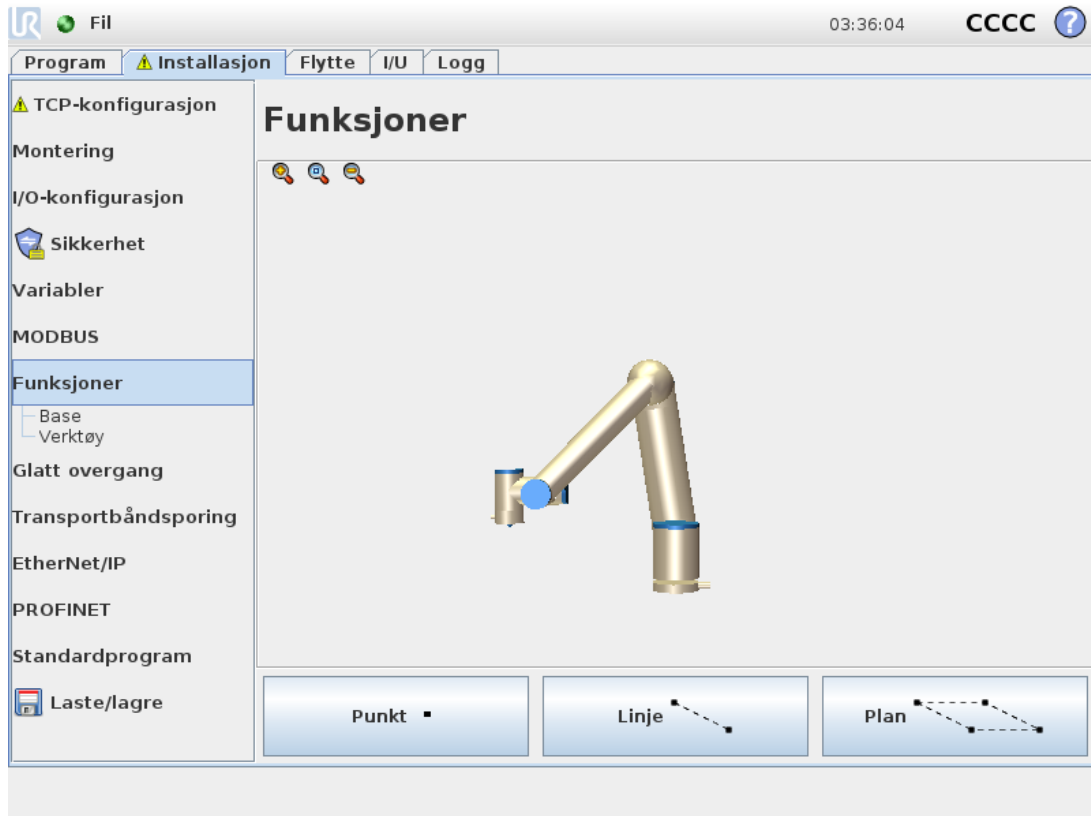 UR Fil 03:36:04 CCCC ?
Program Installasjon Flytte I/U Logg
TCP-konfigurasjon
Funksjoner
Montering
I/O-konfigurasjon
Sikkerhet
Variabler
MODBUS
Funksjoner
Base
Verktøy
Glatt overgang
Transportbåndsporing
EtherNet/IP
PROFINET
Standardprogram
Laste/lagre
Punkt Linje Plan